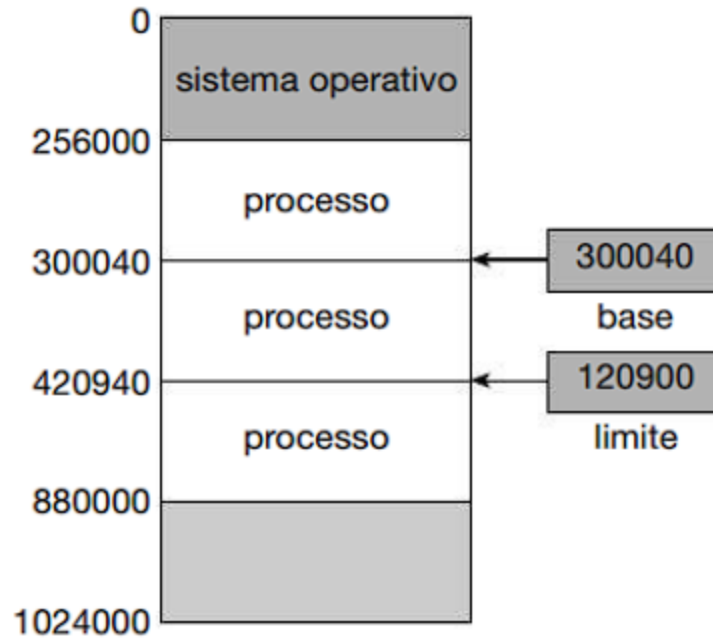 0
sistema operativo
256000
processo
300040
300040
base
processo
420940
120900
limite
processo
880000
1024000